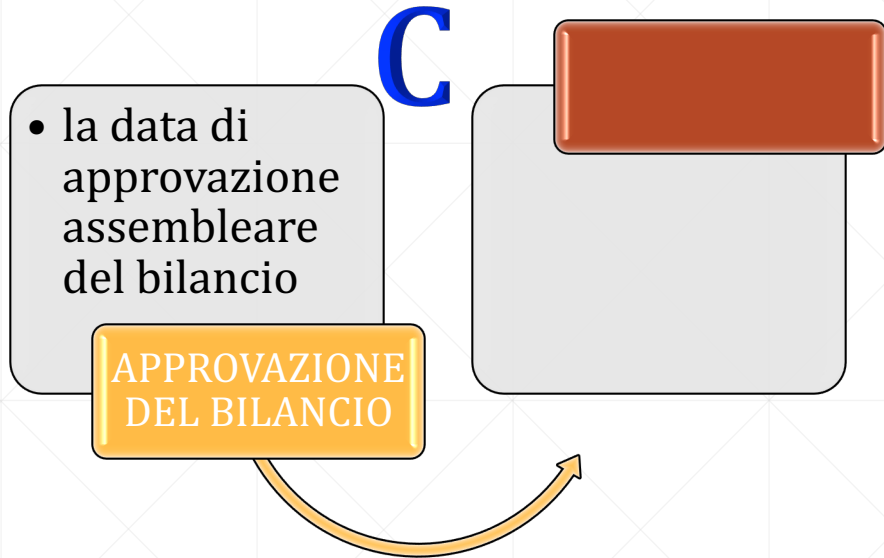 C
• la data di
approvazione
assembleare
del bilancio
APPROVAZIONE
DEL BILANCIO